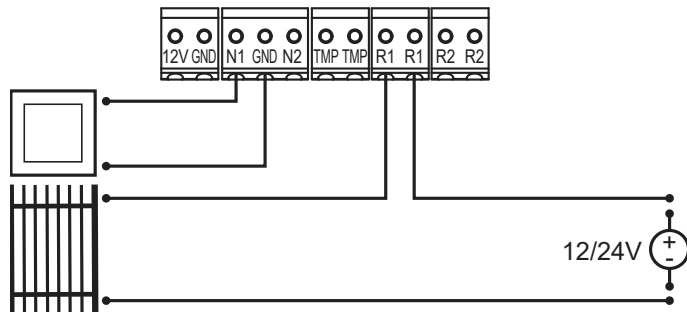 12V GND N1 GND N2 TMP TMP R1 R1 R2 R2
12/24V
+
-